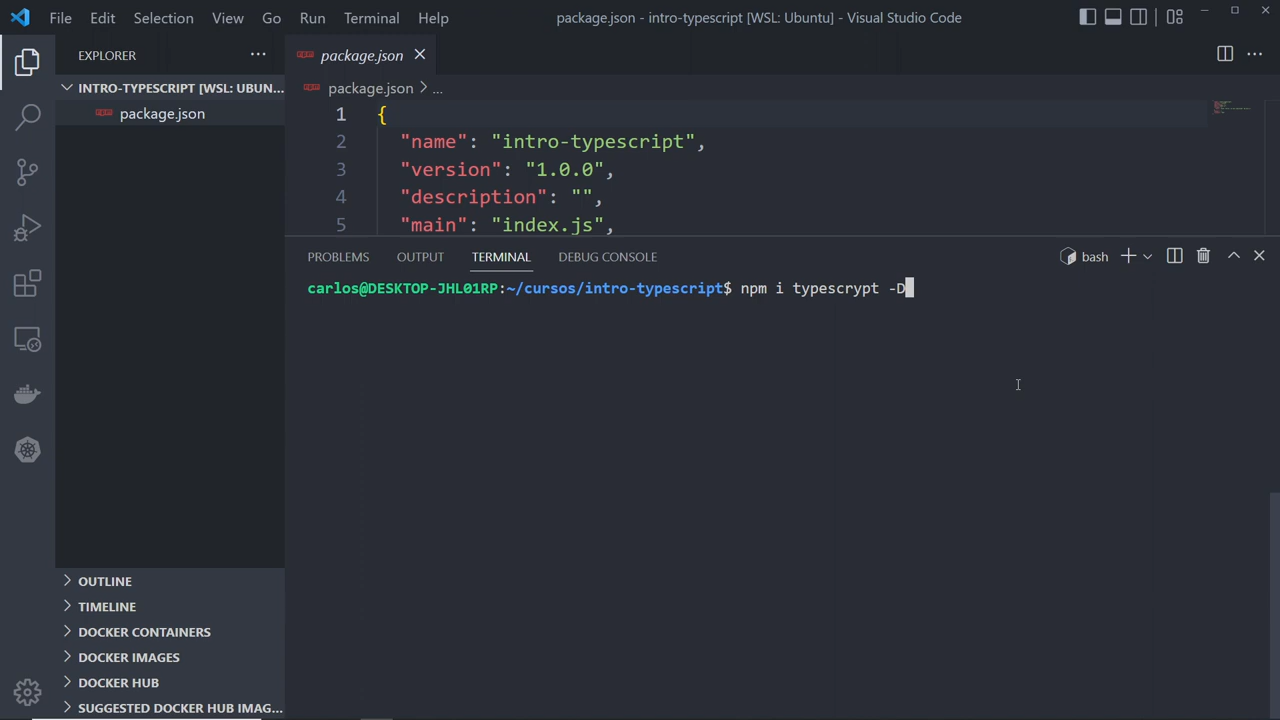 File Edit Selection View Go Run Terminal Help package.json - intro-typescript [WSL: Ubuntu] - Visual Studio Code
EXPLORER ...
INTRO-TYPESCRIPT [WSL: UBUN...
package.json
OUTLINE
TIMELINE
DOCKER CONTAINERS
DOCKER IMAGES
DOCKER HUB
SUGGESTED DOCKER HUB IMAG...
package.json
package.json > ...
1 {
2 "name": "intro-typescript",
3 "version": "1.0.0",
4 "description": "",
5 "main": "index.js",
PROBLEMS OUTPUT TERMINAL DEBUG CONSOLE bash
carlos@DESKTOP-JHL01RP:~/cursos/intro-typescript$ npm i typescrypt -D